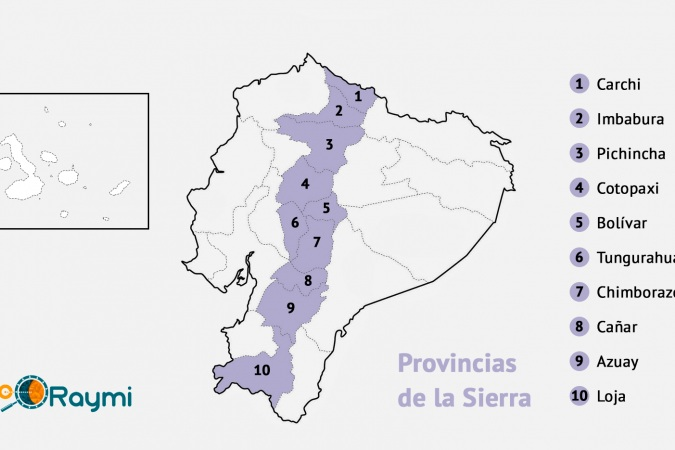 1
2
3
4
5
6
7
8
9
10
1 Carchi
2 Imbabura
3 Pichincha
4 Cotopaxi
5 Bolívar
6 Tungurahua
7 Chimborazo
8 Cañar
9 Azuay
10 Loja
Provincias
de la Sierra
Raymi